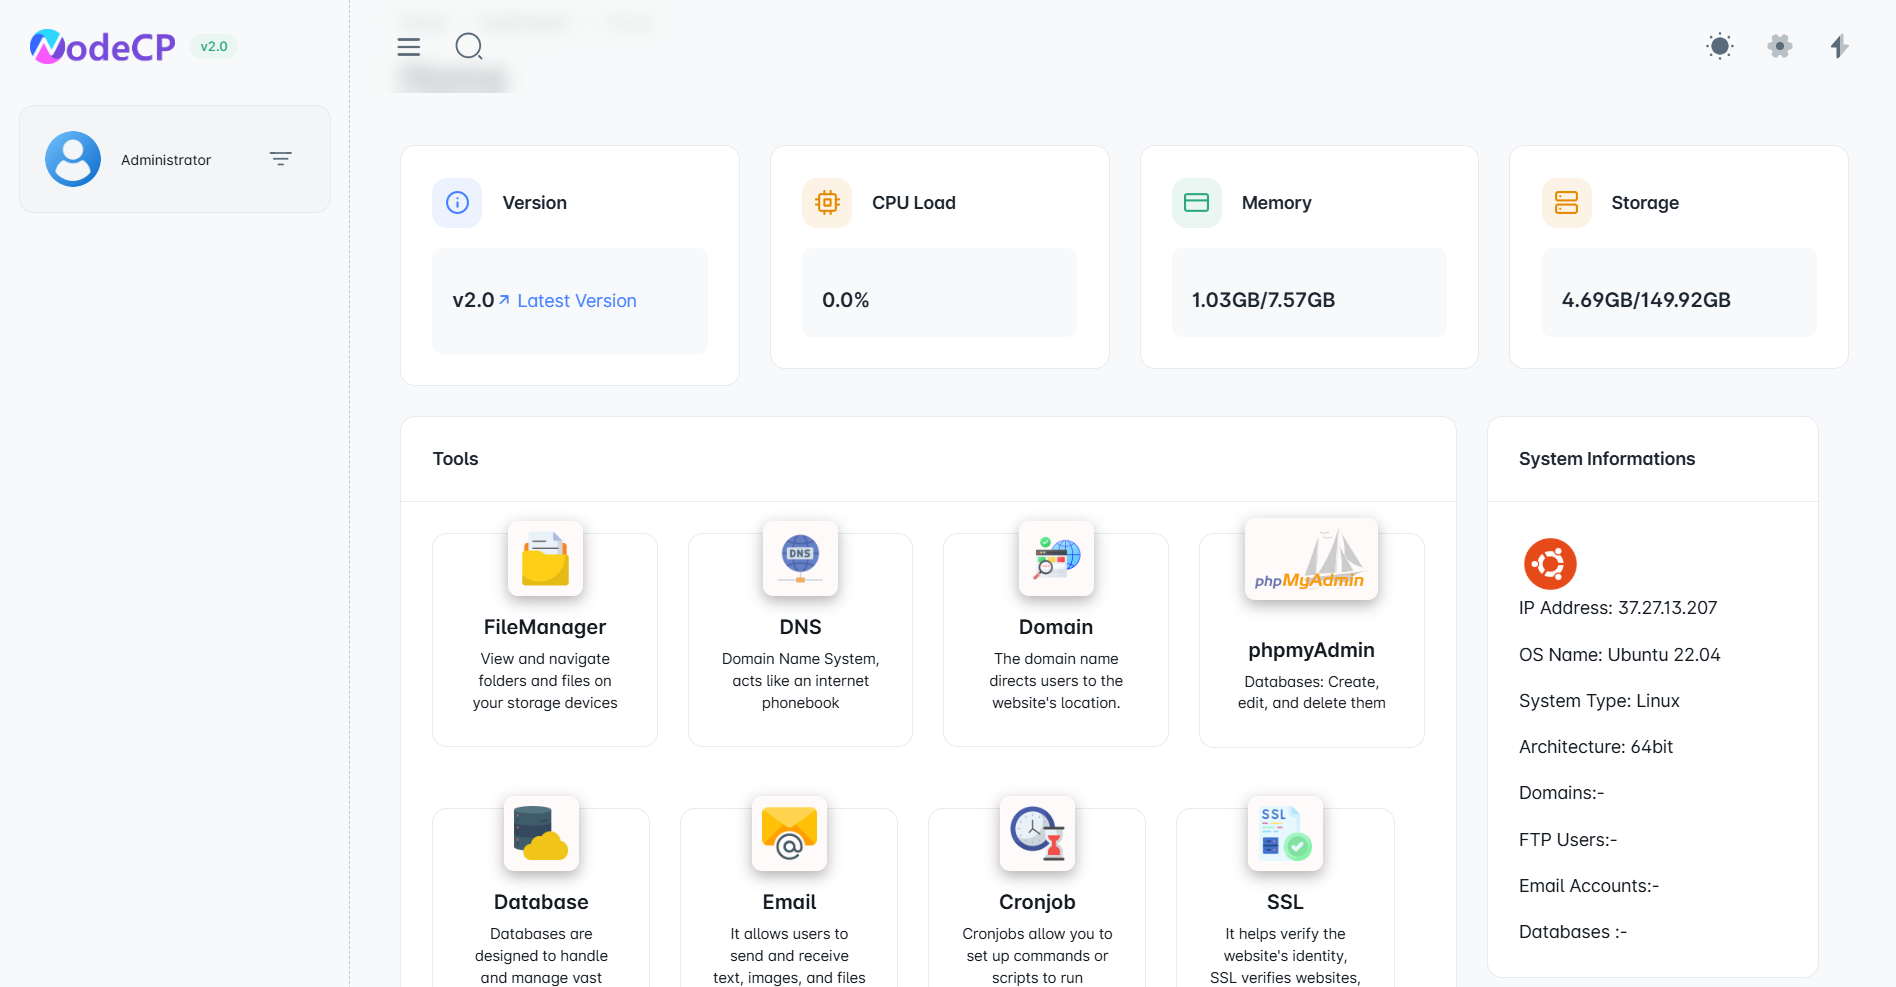 NodeCP v2.0
Administrator
Version
v2.0 Latest Version
CPU Load
0.0%
Memory
1.03GB/7.57GB
Storage
4.69GB/149.92GB
Tools
FileManager
View and navigate
folders and files on
your storage devices
DNS
DNS
Domain Name System,
acts like an internet
phonebook
Domain
The domain name
directs users to the
website's location.
phpMyAdmin
phpmyAdmin
Databases: Create,
edit, and delete them
Database
Databases are
designed to handle
and manage vast
@
Email
It allows users to
send and receive
text, images, and files
Cronjob
Cronjobs allow you to
set up commands or
scripts to run
SSL
SSL
It helps verify the
website's identity,
SSL verifies websites,
System Informations
IP Address: 37.27.13.207
OS Name: Ubuntu 22.04
System Type: Linux
Architecture: 64bit
Domains:-
FTP Users:-
Email Accounts:-
Databases :-